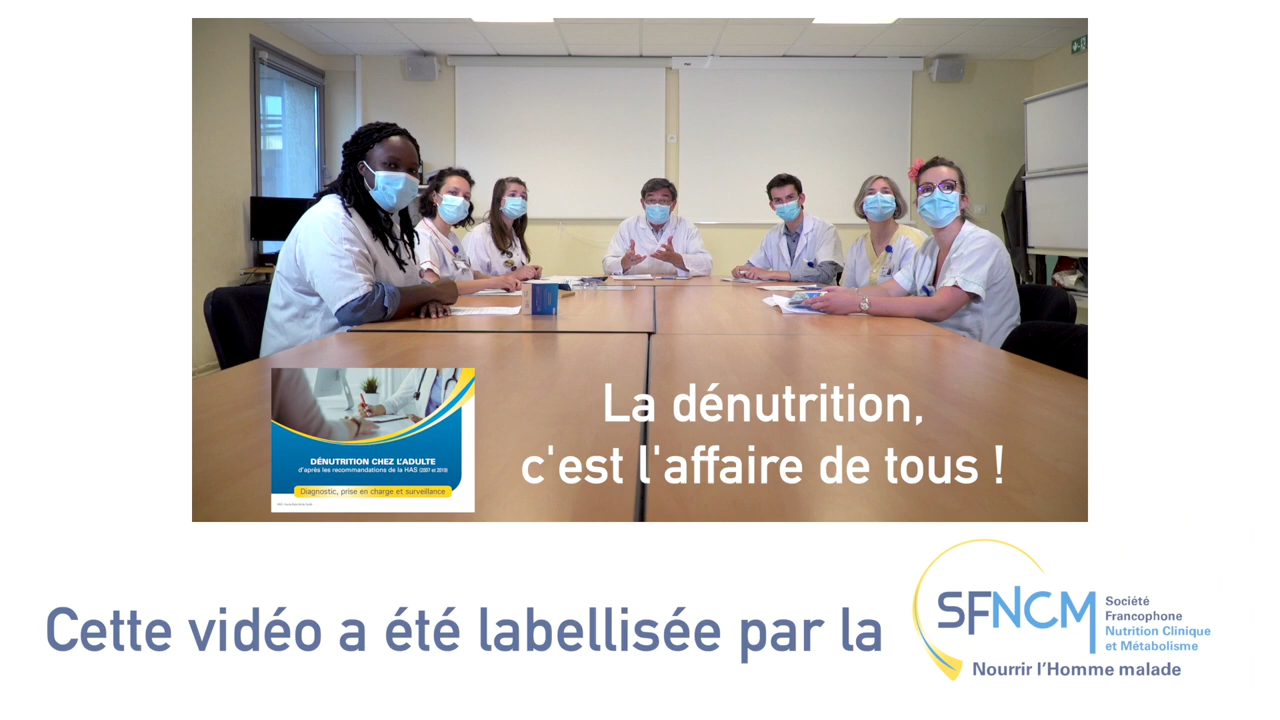 DÉNUTRITION CHEZ L'ADULTE
d'après les recommandations de la HAS (2007 et 2019)
Diagnostic, prise en charge et surveillance
La dénutrition,
c'est l'affaire de tous !
Cette vidéo a été labellisée par la
SFNCM
Société
Francophone
Nutrition Clinique
et Métabolisme
Nourrir l'Homme malade